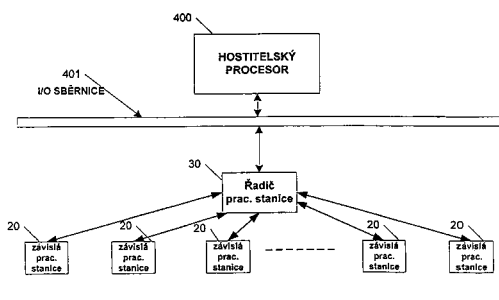 400
HOSTITELSKÝ
PROCESOR
401
I/O SBĚRNICE
30
Řadič
prac. stanice
20 20 20 20 20
závislá závislá závislá závislá závislá
prac. prac. prac. prac. prac.
stanice stanice stanice stanice stanice